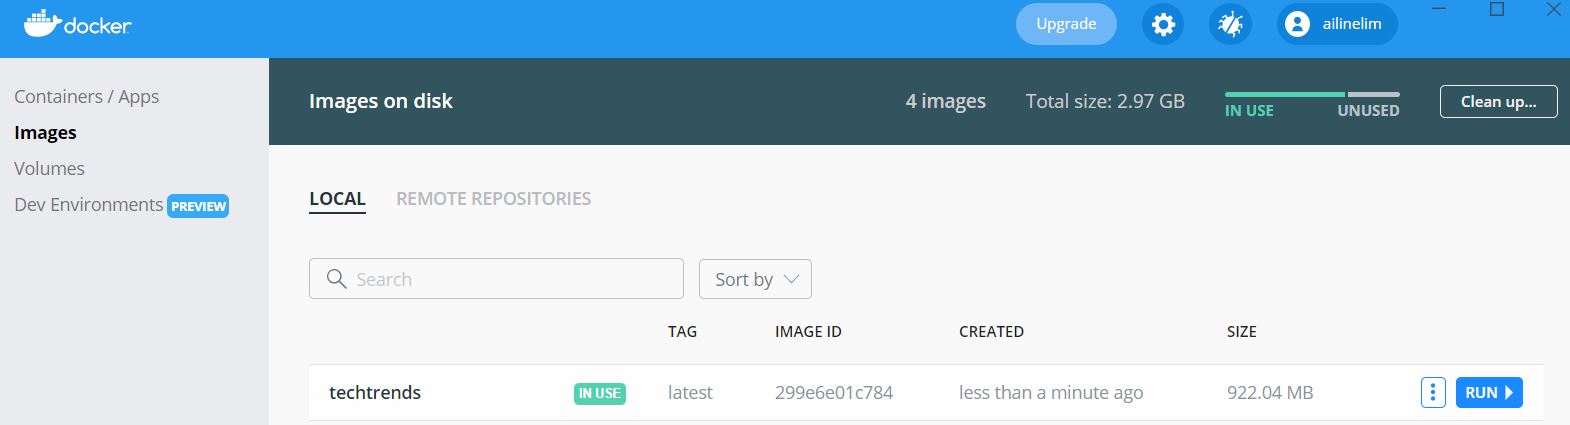 docker
Upgrade
ailinelim
Containers / Apps
Images
Volumes
Dev Environments PREVIEW
Images on disk
4 images
Total size: 2.97 GB
IN USE
UNUSED
Clean up...
LOCAL
REMOTE REPOSITORIES
Search
Sort by
TAG
IMAGE ID
CREATED
SIZE
techtrends
IN USE
latest
299e6e01c784
less than a minute ago
922.04 MB
RUN